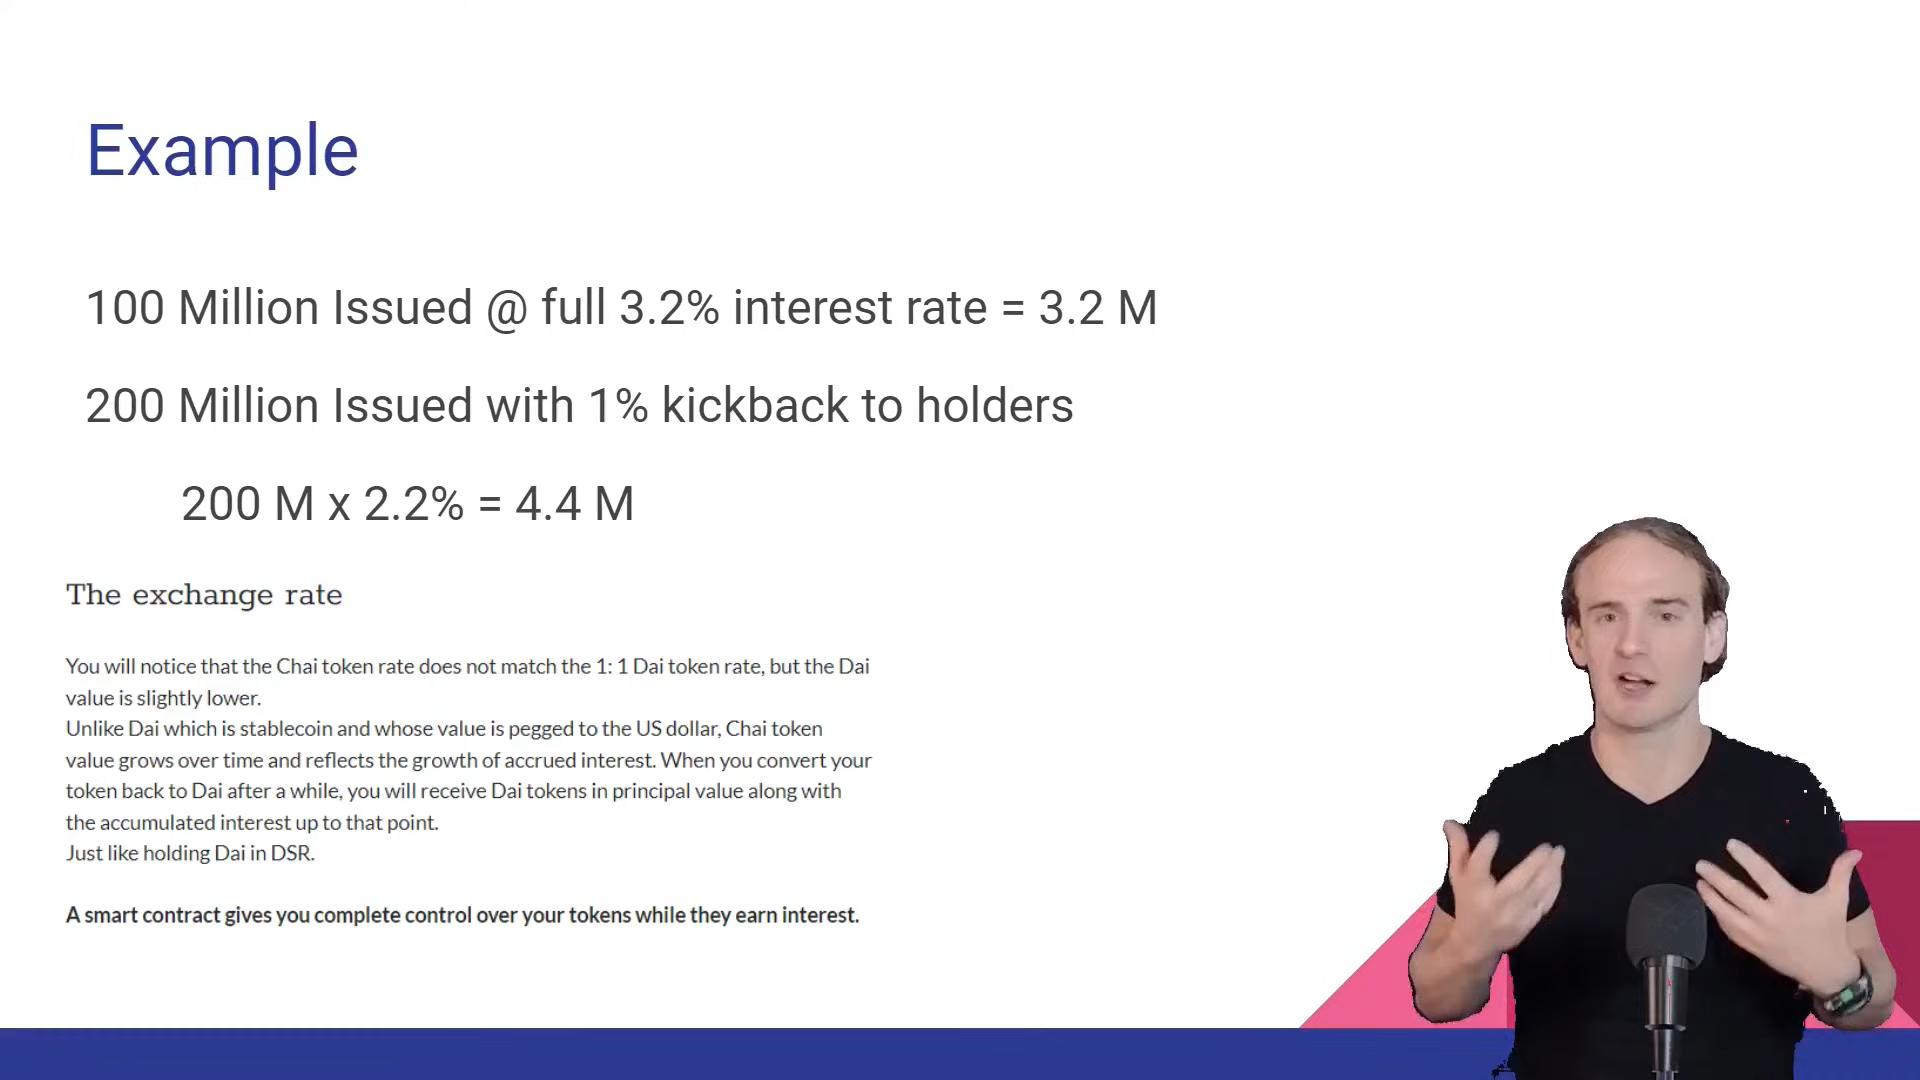 Example
100 Million Issued @ full 3.2% interest rate = 3.2 M
200 Million Issued with 1% kickback to holders
200 M x 2.2% = 4.4 M
The exchange rate
You will notice that the Chai token rate does not match the 1: 1 Dai token rate, but the Dai
value is slightly lower.
Unlike Dai which is stablecoin and whose value is pegged to the US dollar, Chai token
value grows over time and reflects the growth of accrued interest. When you convert your
token back to Dai after a while, you will receive Dai tokens in principal value along with
the accumulated interest up to that point.
Just like holding Dai in DSR.
A smart contract gives you complete control over your tokens while they earn interest.